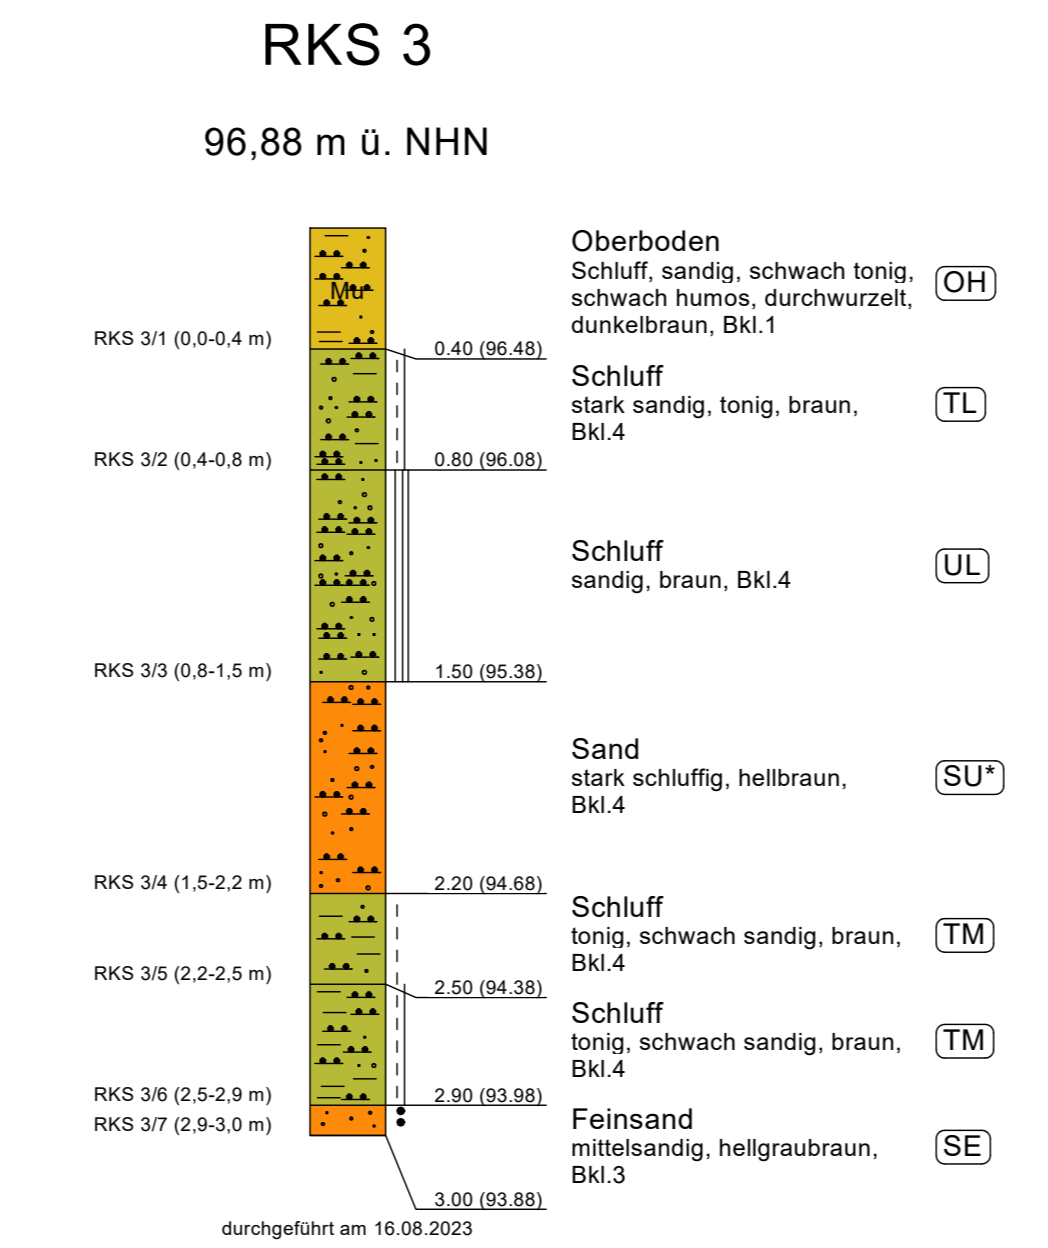 RKS 3
96,88 m ü. NHN
Oberboden
Schluff, sandig, schwach tonig,
schwach humos, durchwurzelt,
dunkelbraun, Bkl.1
OH
Mu
RKS 3/1 (0,0-0,4 m)
0.40 (96.48)
Schluff
stark sandig, tonig, braun,
Bkl.4
TL
RKS 3/2 (0,4-0,8 m)
0.80 (96.08)
Schluff
sandig, braun, Bkl.4
UL
RKS 3/3 (0,8-1,5 m)
1.50 (95.38)
Sand
stark schluffig, hellbraun,
Bkl.4
SU*
RKS 3/4 (1,5-2,2 m)
2.20 (94.68)
Schluff
tonig, schwach sandig, braun,
Bkl.4
TM
RKS 3/5 (2,2-2,5 m)
2.50 (94.38)
Schluff
tonig, schwach sandig, braun,
Bkl.4
TM
RKS 3/6 (2,5-2,9 m)
2.90 (93.98)
RKS 3/7 (2,9-3,0 m)
Feinsand
mittelsandig, hellgraubraun,
Bkl.3
SE
3.00 (93.88)
durchgeführt am 16.08.2023